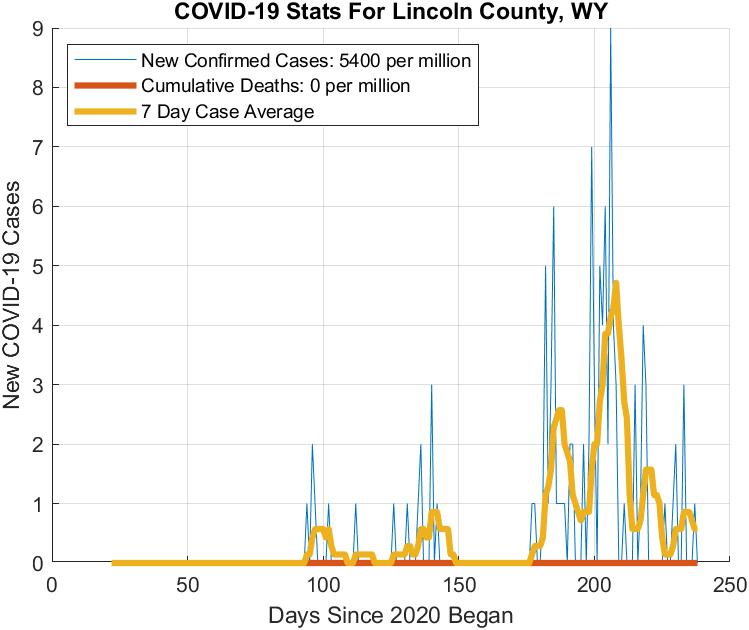 COVID-19 Stats For Lincoln County, WY
New Confirmed Cases: 5400 per million
Cumulative Deaths: 0 per million
7 Day Case Average
New COVID-19 Cases
9
8
7
6
5
4
3
2
1
0
0 50 100 150 200 250
Days Since 2020 Began